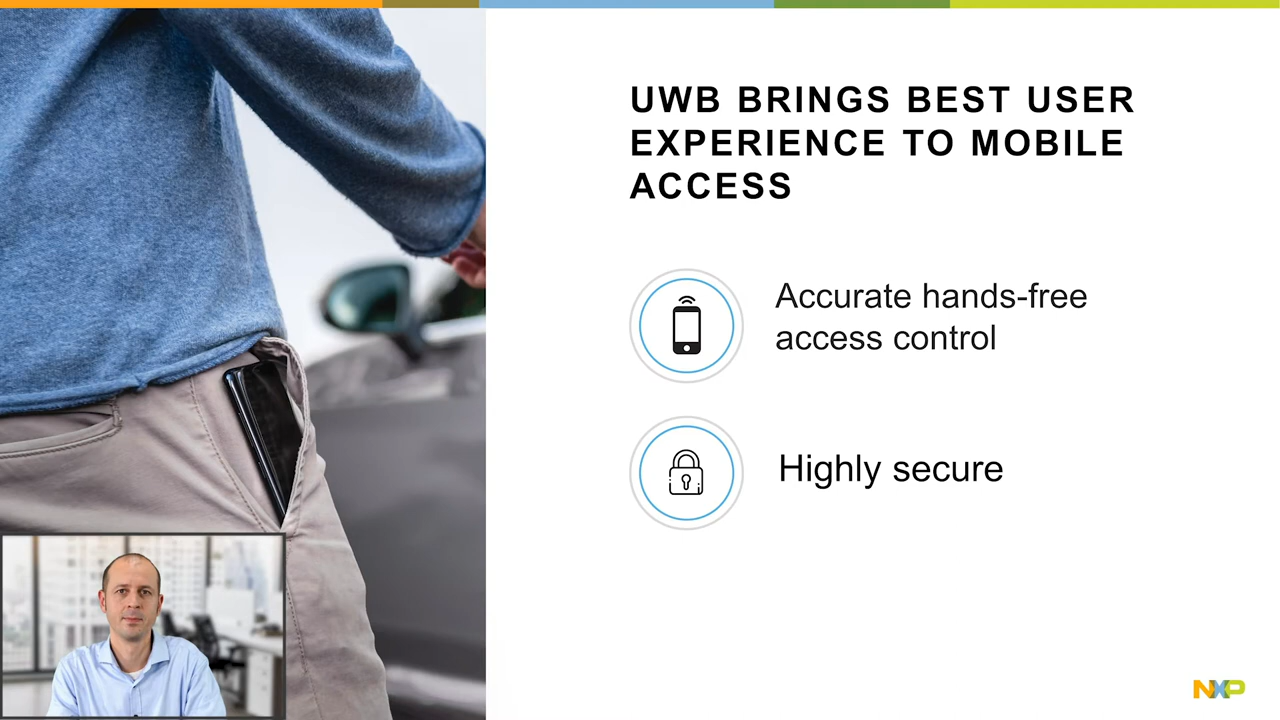 UWB BRINGS BEST USER
EXPERIENCE TO MOBILE
ACCESS
Accurate hands-free
access control
Highly secure
NXP